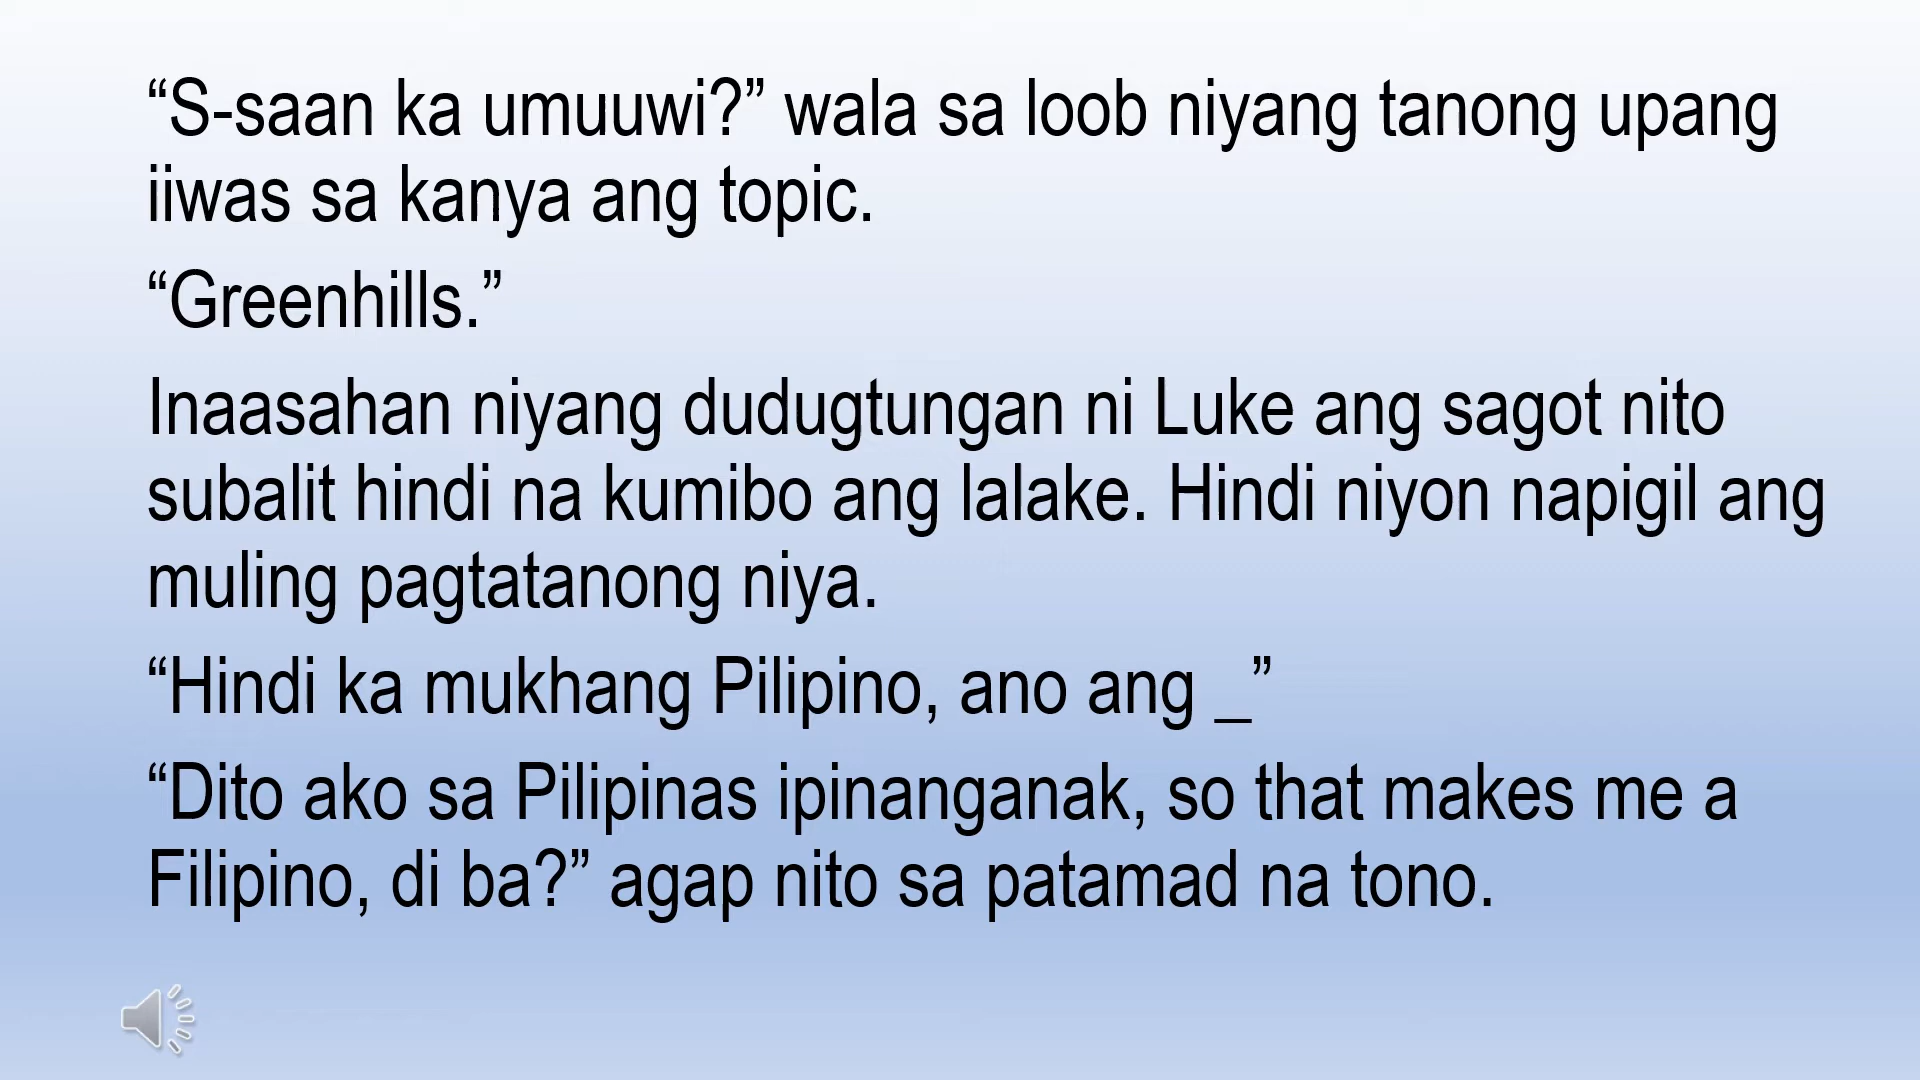 “S-saan ka umuuwi?” wala sa loob niyang tanong upang
iiwas sa kanya ang topic.
“Greenhills.”
Inaasahan niyang dudugtungan ni Luke ang sagot nito
subalit hindi na kumibo ang lalake. Hindi niyon napigil ang
muling pagtatanong niya.
“Hindi ka mukhang Pilipino, ano ang _”
“Dito ako sa Pilipinas ipinanganak, so that makes me a
Filipino, di ba?” agap nito sa patamad na tono.